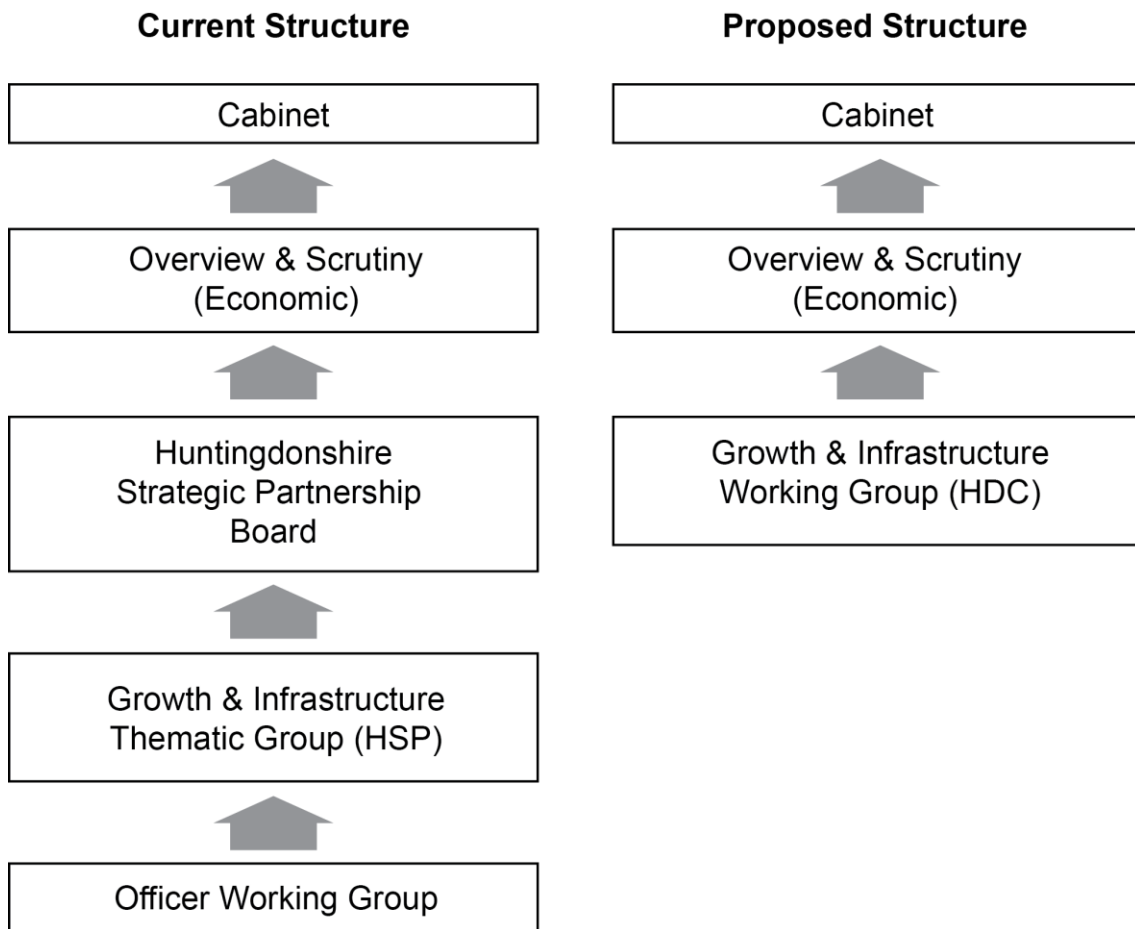 Current Structure
Cabinet
Overview & Scrutiny
(Economic)
Huntingdonshire
Strategic Partnership
Board
Growth & Infrastructure
Thematic Group (HSP)
Officer Working Group
Proposed Structure
Cabinet
Overview & Scrutiny
(Economic)
Growth & Infrastructure
Working Group (HDC)